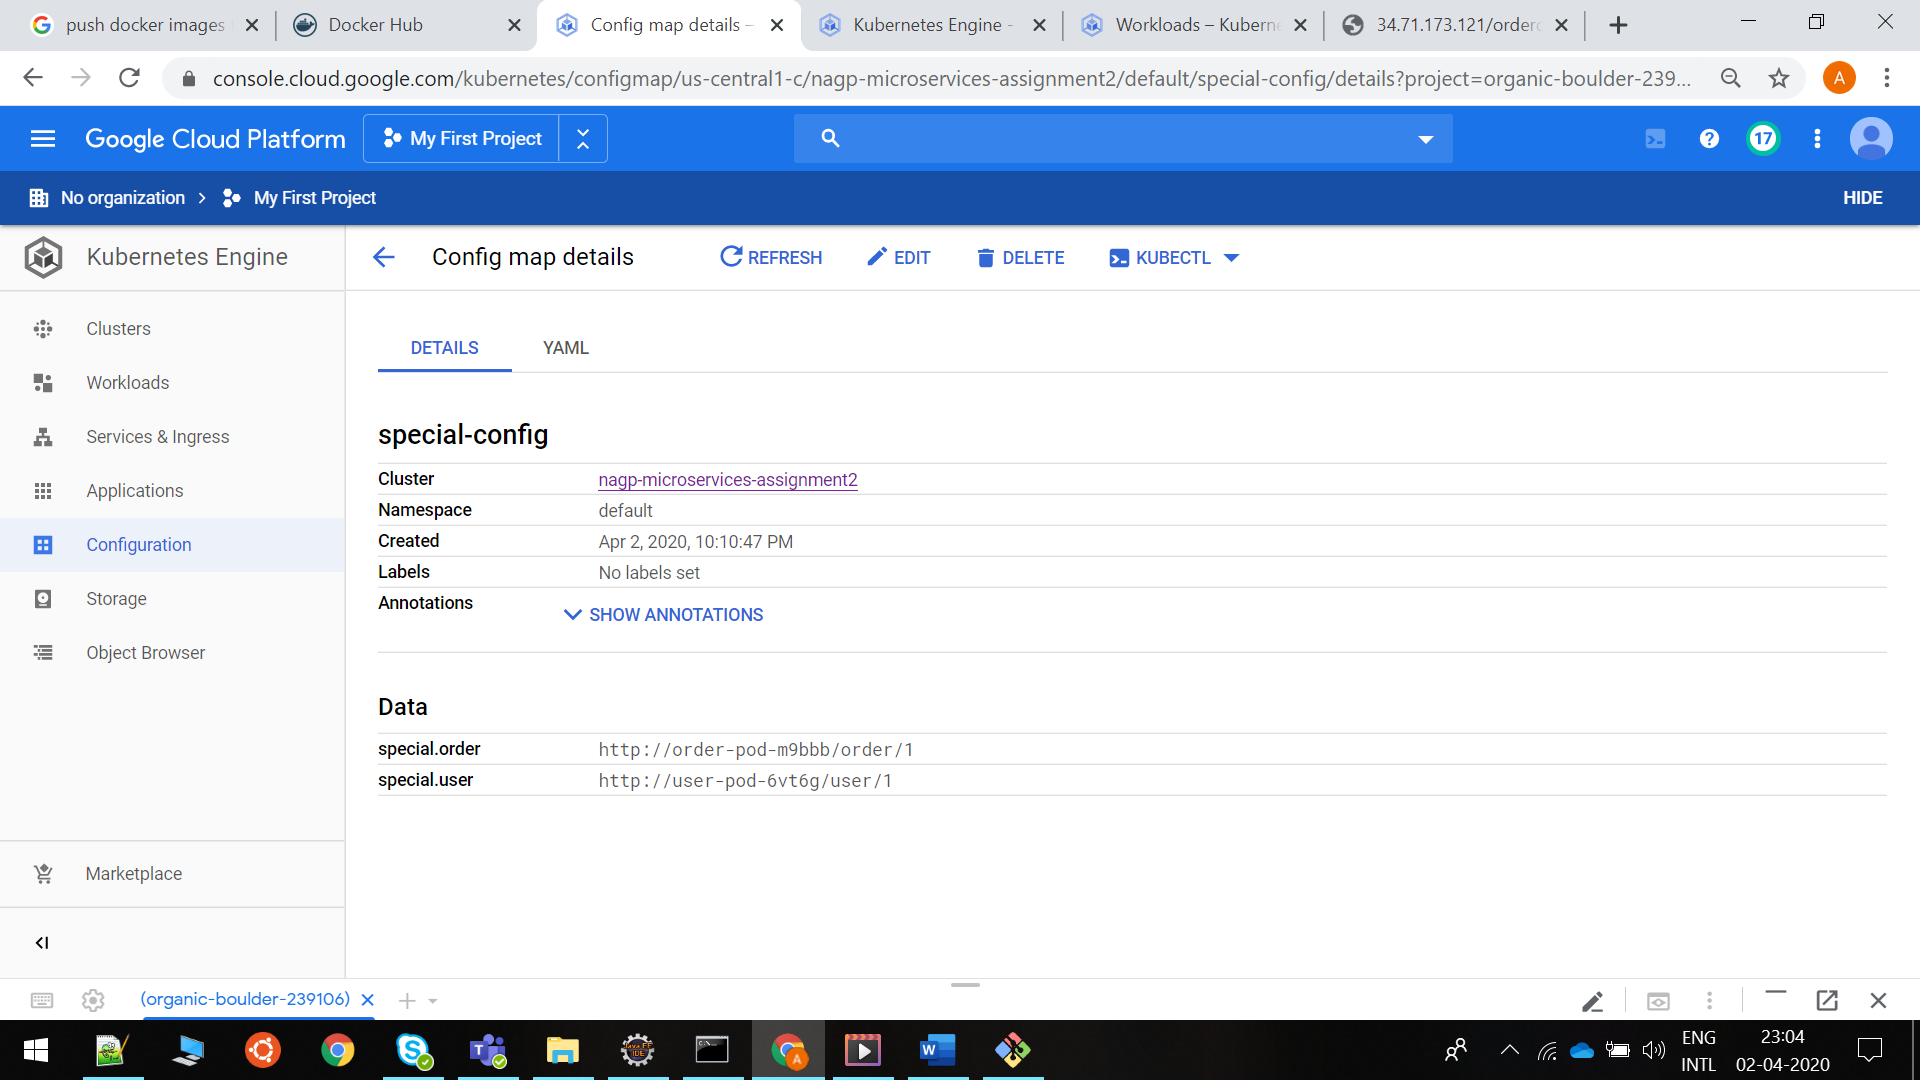 push docker images
Docker Hub
Config map details –
Kubernetes Engine -
Workloads – Kuberne
34.71.173.121/orderc
console.cloud.google.com/kubernetes/configmap/us-central1-c/nagp-microservices-assignment2/default/special-config/details?project=organic-boulder-239...
A
Google Cloud Platform
My First Project
17
No organization
My First Project
HIDE
Kubernetes Engine
Config map details
REFRESH
EDIT
DELETE
KUBECTL
Clusters
Workloads
Services & Ingress
Applications
Configuration
Storage
Object Browser
Marketplace
DETAILS
YAML
special-config
Cluster nagp-microservices-assignment2
Namespace default
Created Apr 2, 2020, 10:10:47 PM
Labels No labels set
Annotations SHOW ANNOTATIONS
Data
special.order http://order-pod-m9bbb/order/1
special.user http://user-pod-6vt6g/user/1
(organic-boulder-239106)
ENG
INTL
23:04
02-04-2020